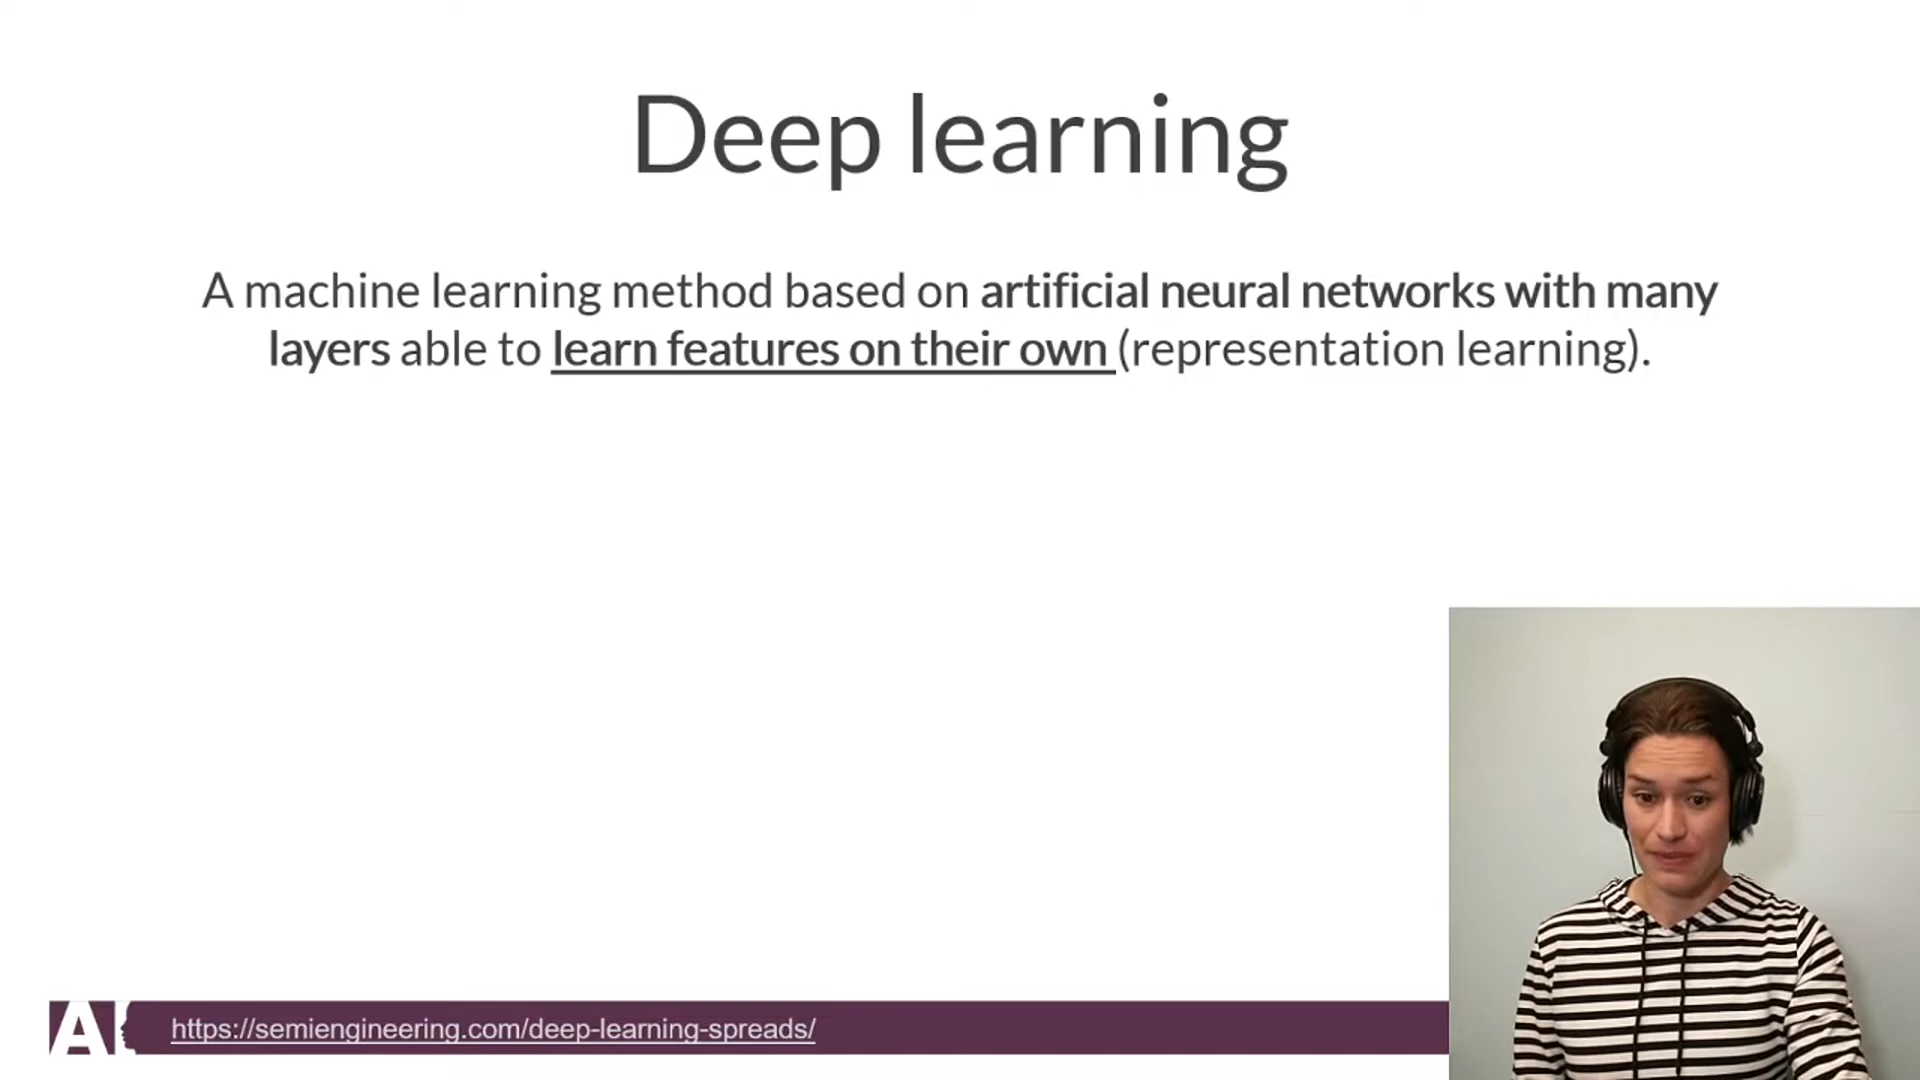 Deep learning
A machine learning method based on artificial neural networks with many
layers able to learn features on their own (representation learning).
A
https://semiengineering.com/deep-learning-spreads/